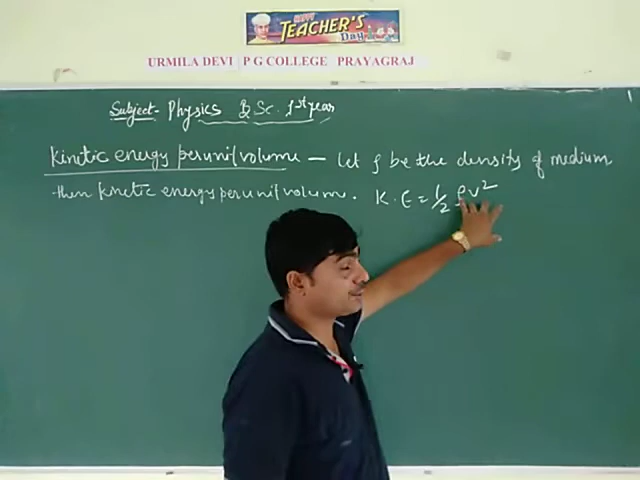 HAPPY
TEACHER'S
Day
URMILA DEVI P G COLLEGE PRAYAGRAJ
Subject- Physics B.Sc. 1st year
Kinetic energy per unit volume — Let ρ be the density of medium
then kinetic energy per unit volume. K.E = 1/2 ρv²